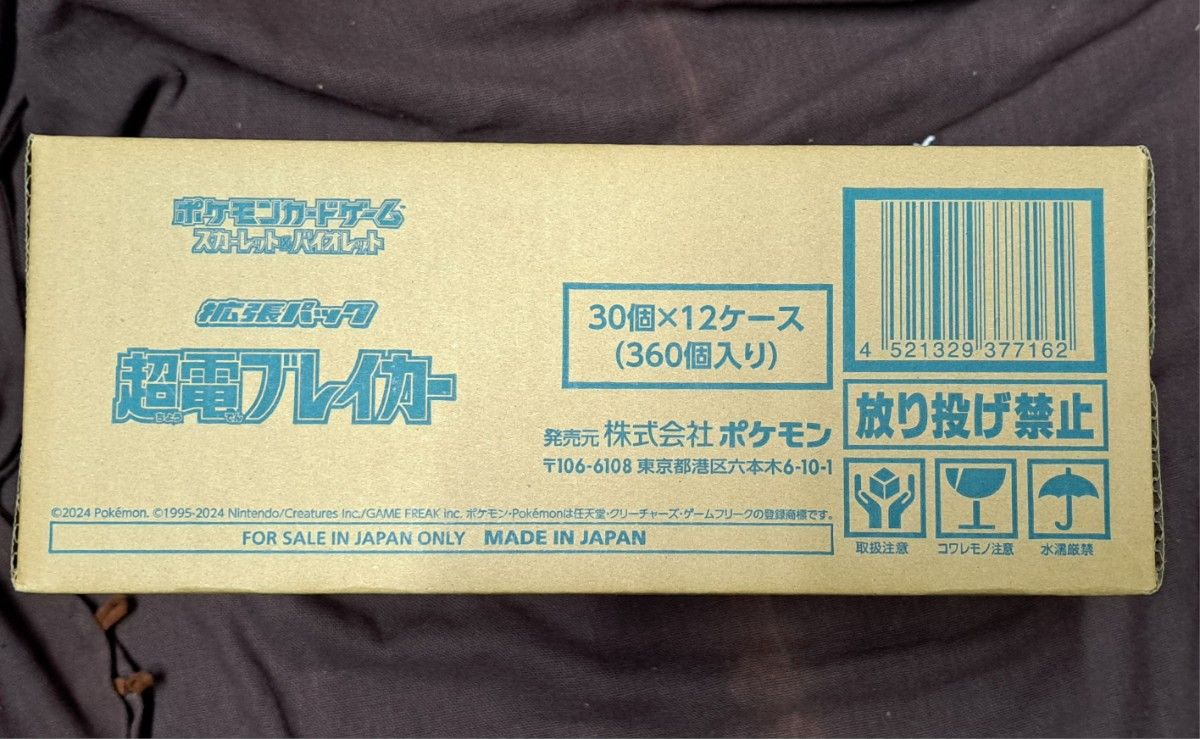 ポケモンカードゲーム
スカーレット&バイオレット
拡張パック
超電ブレイカー
ちょう でん
30個×12ケース
(360個入り)
発売元 株式会社 ポケモン
〒106-6108 東京都港区六本木6-10-1
©2024 Pokémon. ©1995-2024 Nintendo/Creatures Inc./GAME FREAK inc. ポケモン・Pokémonは任天堂・クリーチャーズ・ゲームフリークの登録商標です。
FOR SALE IN JAPAN ONLY MADE IN JAPAN
4 521329 377162
放り投げ禁止
取扱注意 コワレモノ注意 水濡厳禁